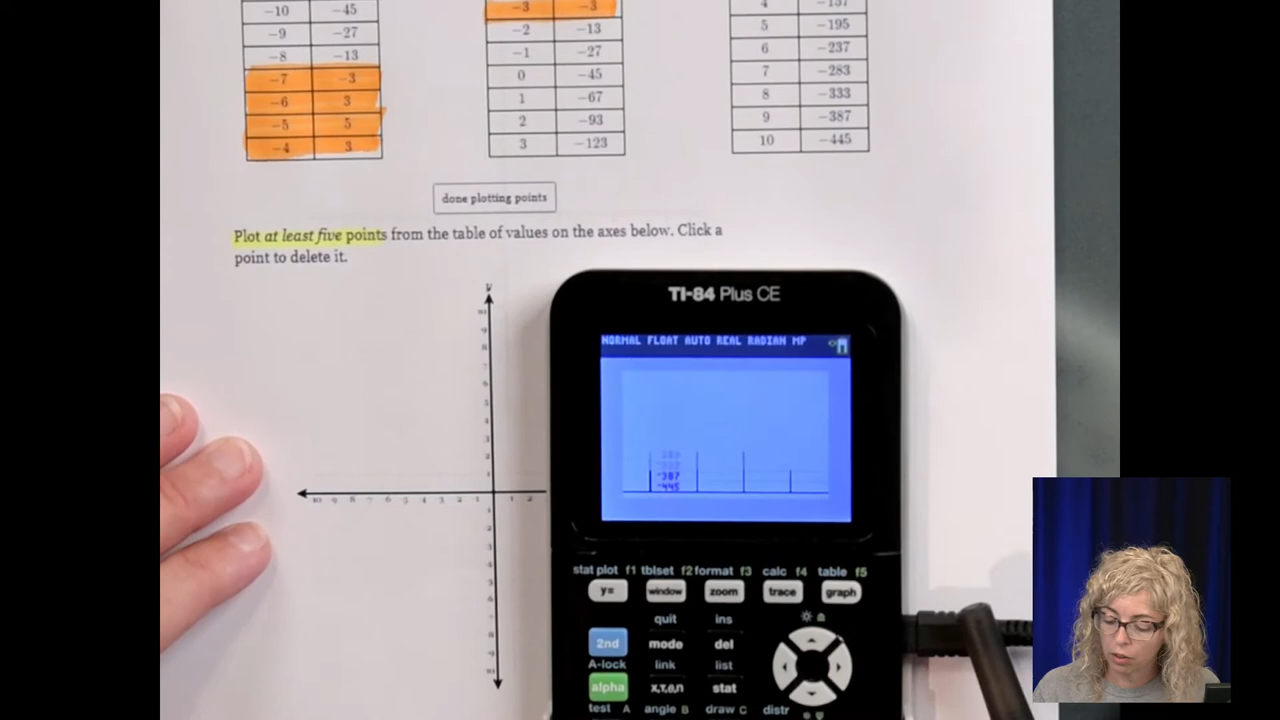 -10 -45
-9 -27
-8 -13
-7 -3
-6 3
-5 5
-4 3
-3 -3
-2 -13
-1 -27
0 -45
1 -67
2 -93
3 -123
4 -157
5 -195
6 -237
7 -283
8 -333
9 -387
10 -445
done plotting points
Plot at least five points from the table of values on the axes below. Click a
point to delete it.
TI-84 Plus CE
NORMAL FLOAT AUTO REAL RADIAN MP
-387
-445
stat plot f1 tblset f2 format f3 calc f4 table f5
y= window zoom trace graph
quit ins
2nd mode del
A-lock link list
alpha X,T,θ,n stat
test A angle B draw C distr